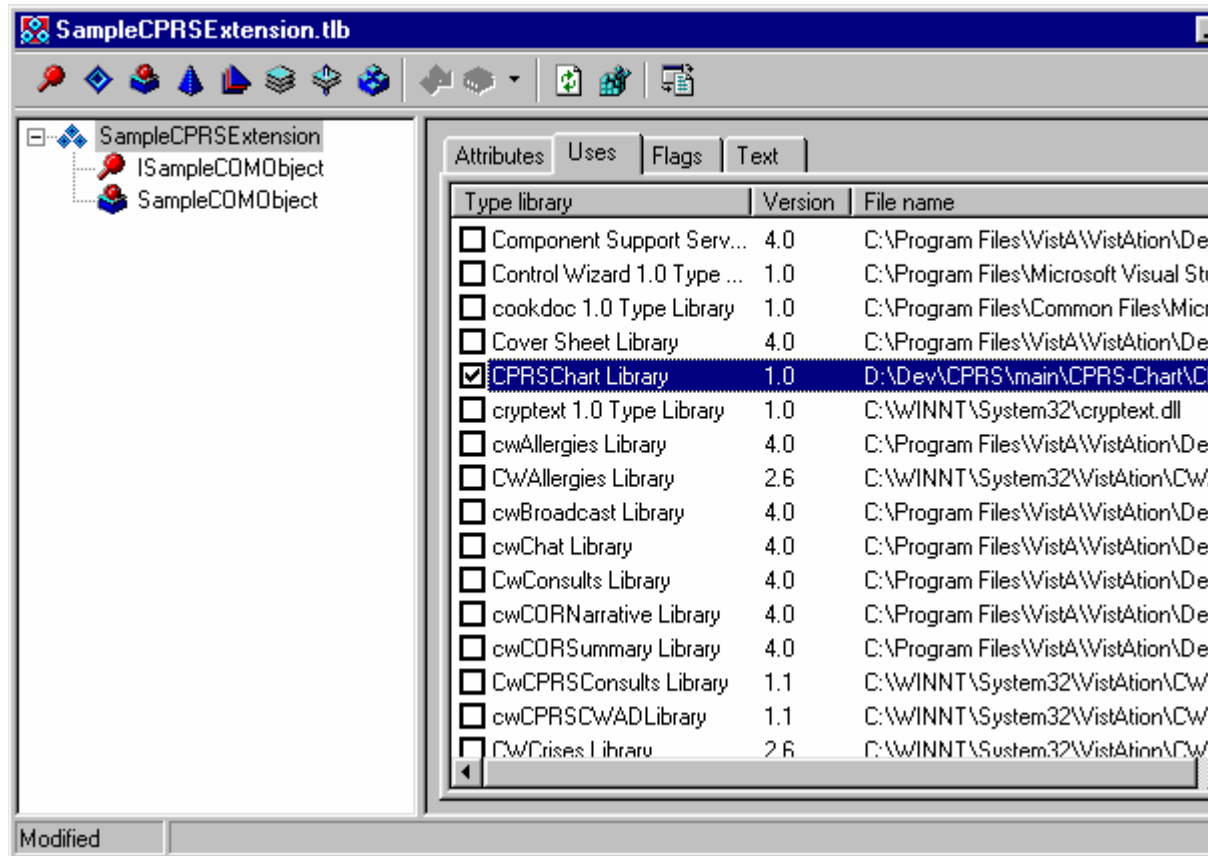 SampleCPRSExtension.tlb
SampleCPRSExtension
ISampleCOMObject
SampleCOMObject
Attributes Uses Flags Text
Type library Version File name
Component Support Serv... 4.0 C:\Program Files\VistA\VistAtion\De
Control Wizard 1.0 Type ... 1.0 C:\Program Files\Microsoft Visual Stu
cookdoc 1.0 Type Library 1.0 C:\Program Files\Common Files\Micr
Cover Sheet Library 4.0 C:\Program Files\VistA\VistAtion\De
CPRSChart Library 1.0 D:\Dev\CPRS\main\CPRS-Chart\C
cryptext 1.0 Type Library 1.0 C:\WINNT\System32\cryptext.dll
cwAllergies Library 4.0 C:\Program Files\VistA\VistAtion\De
CWAllergies Library 2.6 C:\WINNT\System32\VistAtion\CW
cwBroadcast Library 4.0 C:\Program Files\VistA\VistAtion\De
cwChat Library 4.0 C:\Program Files\VistA\VistAtion\De
CwConsults Library 4.0 C:\Program Files\VistA\VistAtion\De
cwCORNarrative Library 4.0 C:\Program Files\VistA\VistAtion\De
cwCORSummary Library 4.0 C:\Program Files\VistA\VistAtion\De
CwCPRSConsults Library 1.1 C:\WINNT\System32\VistAtion\CW
cwCPRSCWADLibrary 1.1 C:\WINNT\System32\VistAtion\CW
CWCrises Library 2.6 C:\WINNT\System32\VistAtion\CW
Modified